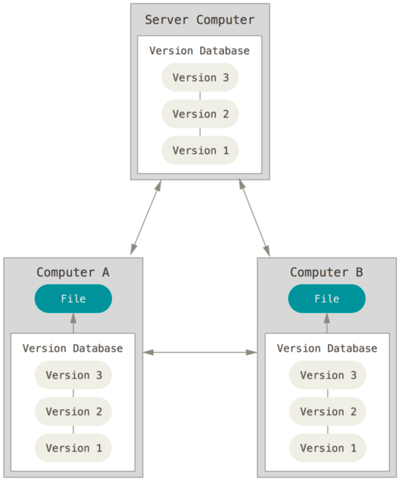 Server Computer
Version Database
Version 3
Version 2
Version 1
Computer A
File
Version Database
Version 3
Version 2
Version 1
Computer B
File
Version Database
Version 3
Version 2
Version 1